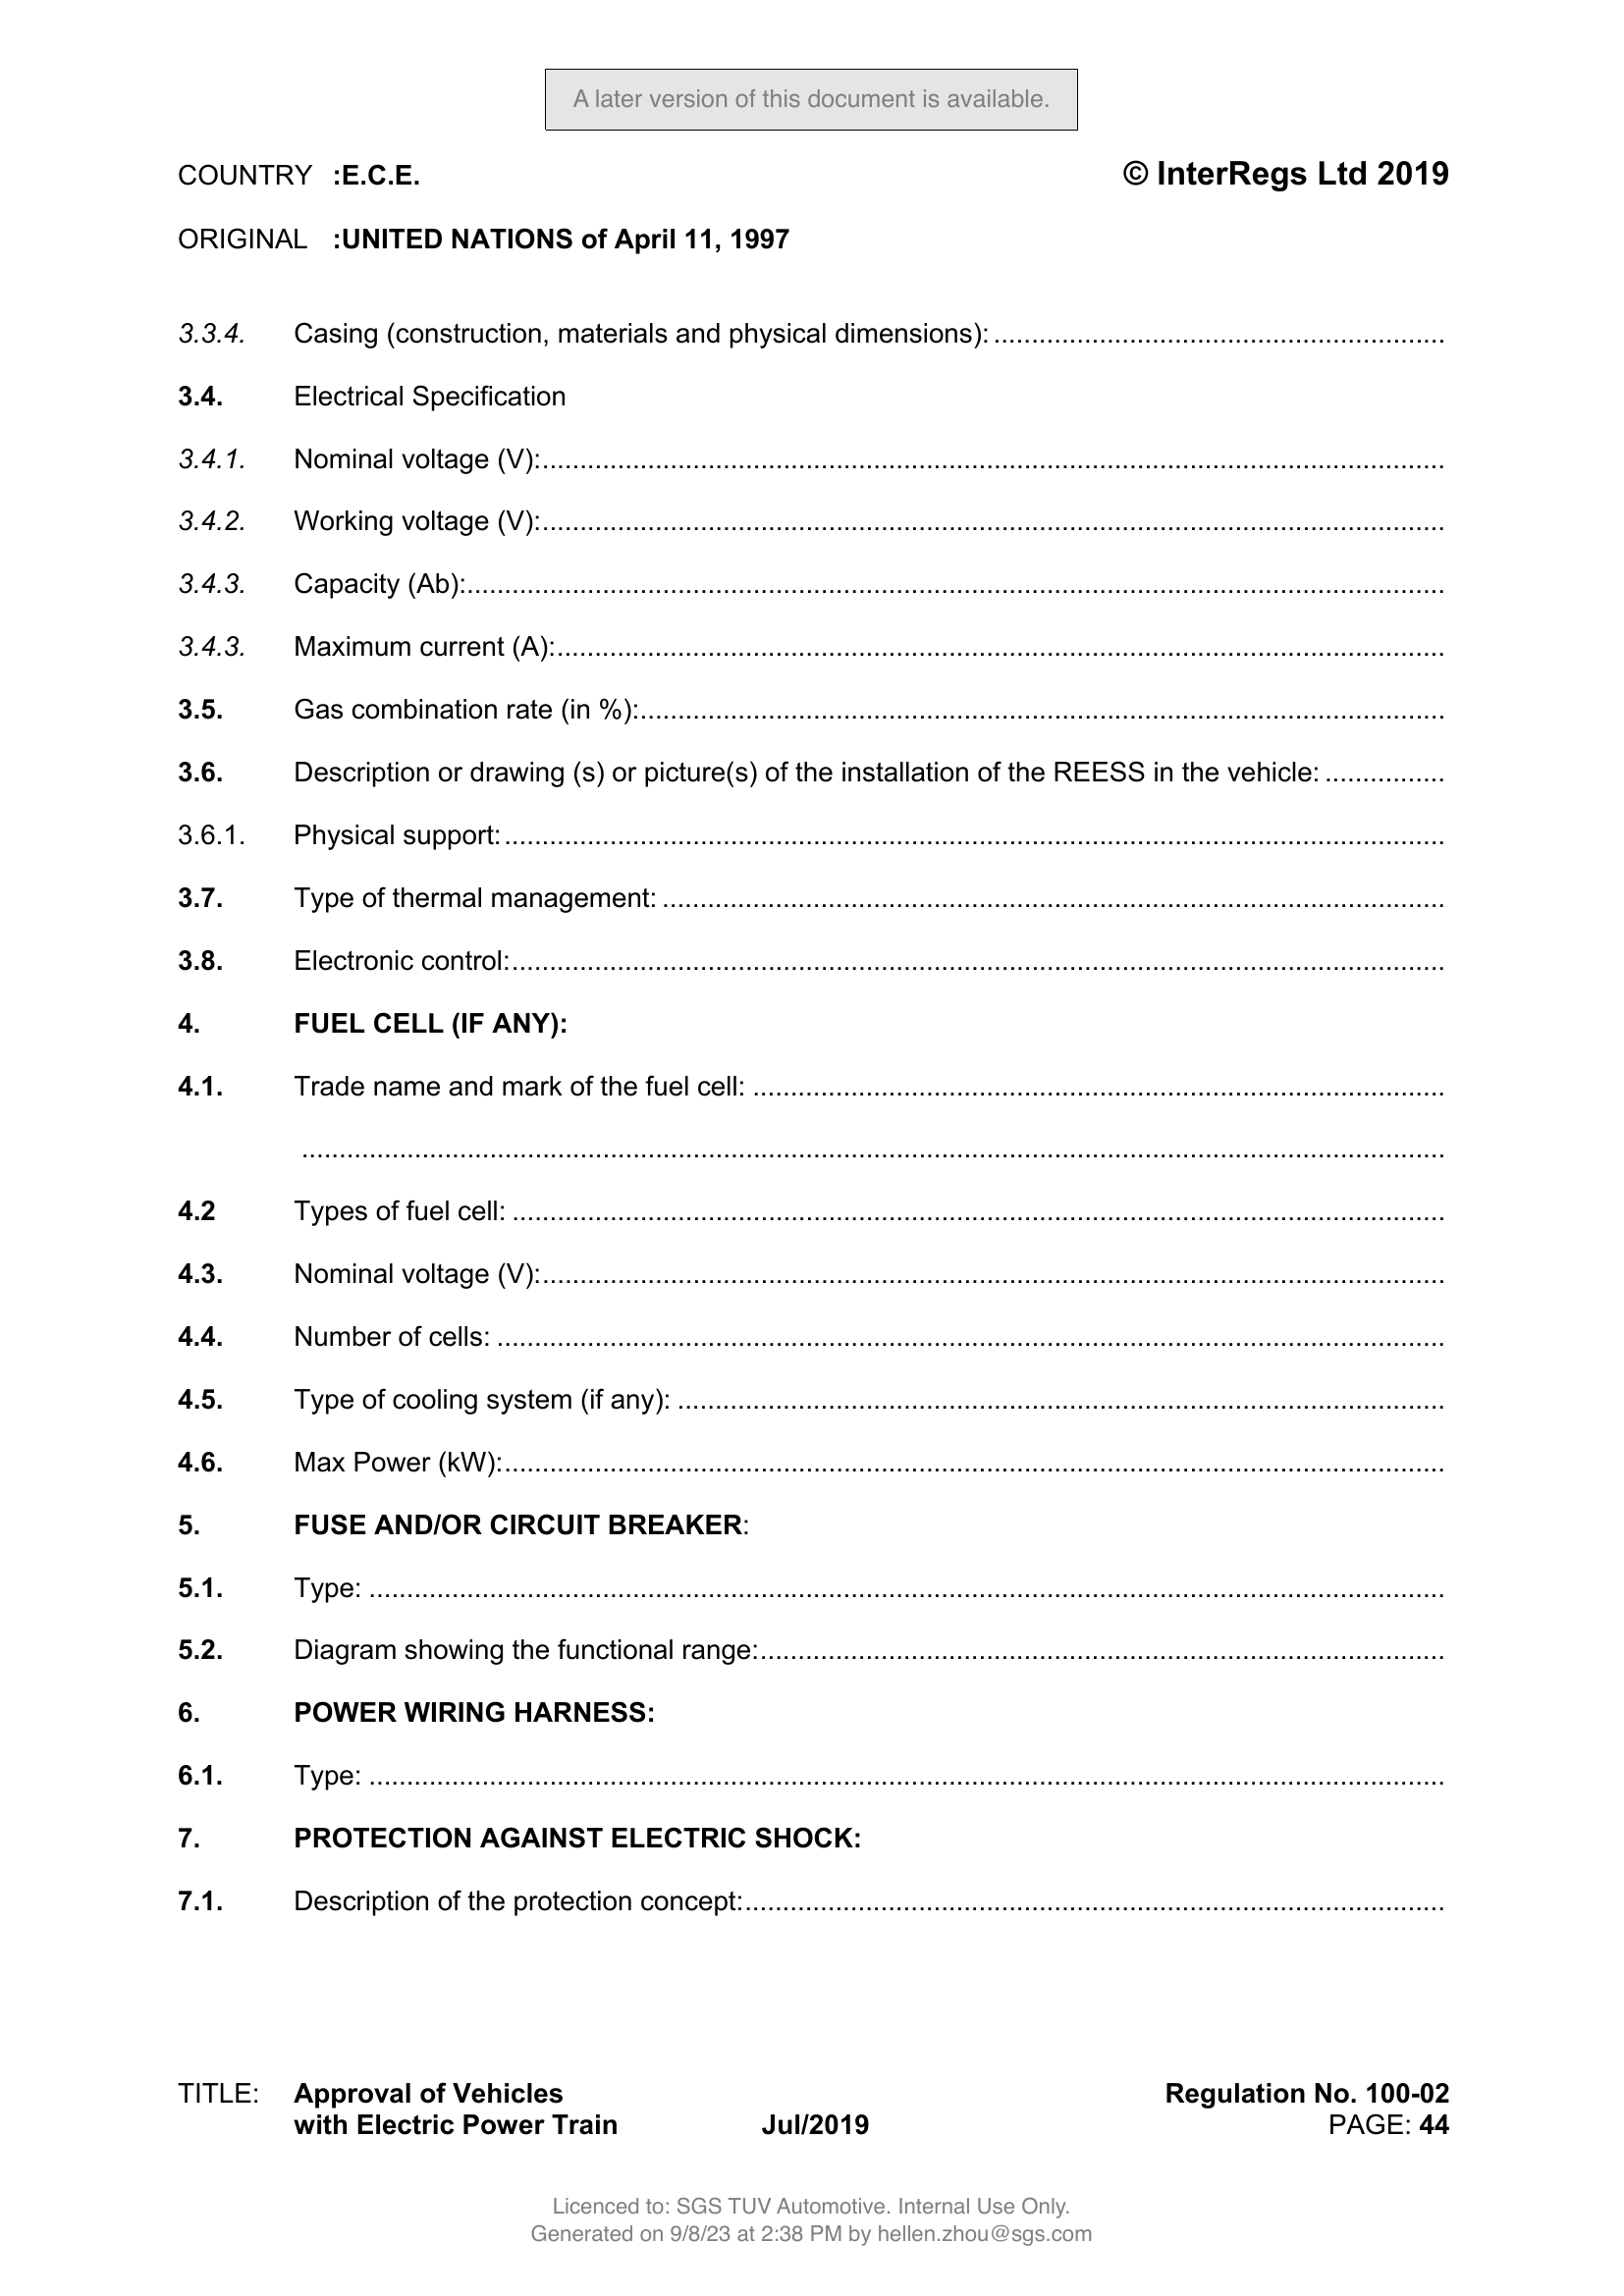 A later version of this document is available.
COUNTRY :E.C.E. © InterRegs Ltd 2019
ORIGINAL :UNITED NATIONS of April 11, 1997
3.3.4. Casing (construction, materials and physical dimensions): ............................................................
3.4. Electrical Specification
3.4.1. Nominal voltage (V):........................................................................................................................
3.4.2. Working voltage (V):........................................................................................................................
3.4.3. Capacity (Ab):..................................................................................................................................
3.4.3. Maximum current (A):......................................................................................................................
3.5. Gas combination rate (in %):...........................................................................................................
3.6. Description or drawing (s) or picture(s) of the installation of the REESS in the vehicle: ................
3.6.1. Physical support: .............................................................................................................................
3.7. Type of thermal management: ........................................................................................................
3.8. Electronic control:............................................................................................................................
4. FUEL CELL (IF ANY):
4.1. Trade name and mark of the fuel cell: ............................................................................................
........................................................................................................................................................
4.2 Types of fuel cell: ............................................................................................................................
4.3. Nominal voltage (V):........................................................................................................................
4.4. Number of cells: ..............................................................................................................................
4.5. Type of cooling system (if any): ......................................................................................................
4.6. Max Power (kW):.............................................................................................................................
5. FUSE AND/OR CIRCUIT BREAKER:
5.1. Type: ...............................................................................................................................................
5.2. Diagram showing the functional range:...........................................................................................
6. POWER WIRING HARNESS:
6.1. Type: ...............................................................................................................................................
7. PROTECTION AGAINST ELECTRIC SHOCK:
7.1. Description of the protection concept:.............................................................................................
TITLE: Approval of Vehicles Regulation No. 100-02
with Electric Power Train Jul/2019 PAGE: 44
Licenced to: SGS TUV Automotive. Internal Use Only.
Generated on 9/8/23 at 2:38 PM by hellen.zhou@sgs.com